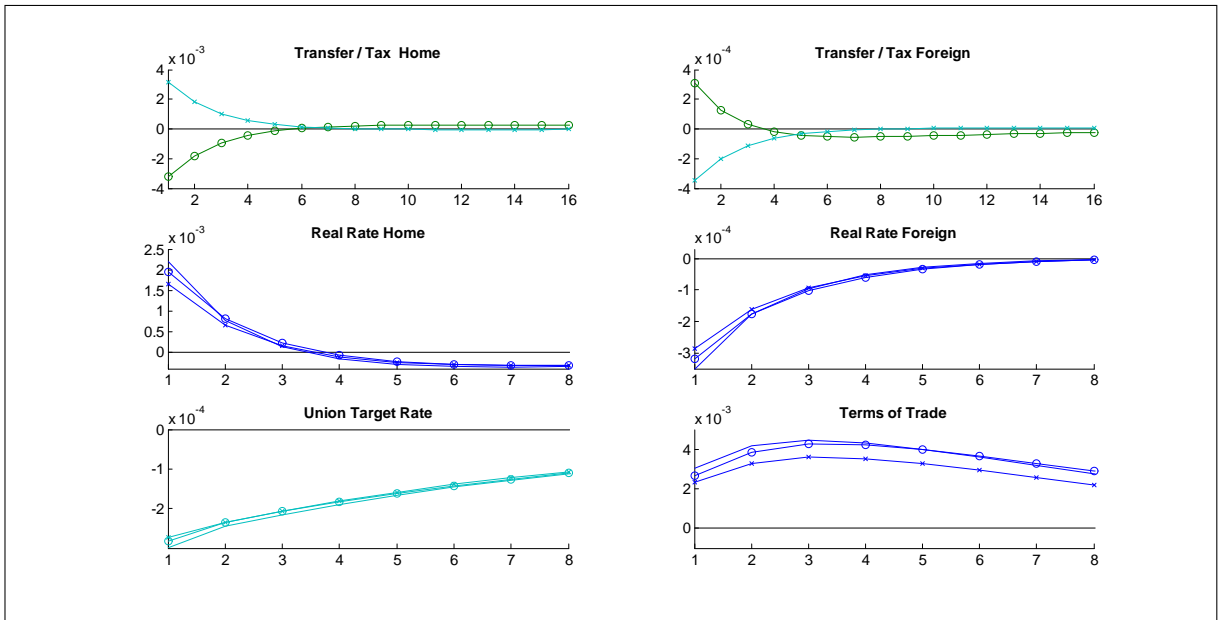 Transfer / Tax Home
x 10^-3
4
2
0
-2
-4
2 4 6 8 10 12 14 16
Transfer / Tax Foreign
x 10^-4
4
2
0
-2
-4
2 4 6 8 10 12 14 16
Real Rate Home
x 10^-3
2.5
2
1.5
1
0.5
0
1 2 3 4 5 6 7 8
Real Rate Foreign
x 10^-4
0
-1
-2
-3
1 2 3 4 5 6 7 8
Union Target Rate
x 10^-4
0
-1
-2
1 2 3 4 5 6 7 8
Terms of Trade
x 10^-3
4
2
0
1 2 3 4 5 6 7 8